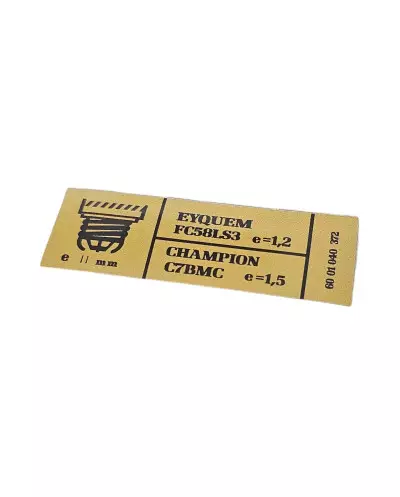 e // mm
EYQUEM
FC58LS3 e=1,2
CHAMPION
C7BMC e=1,5
60 01 040 372